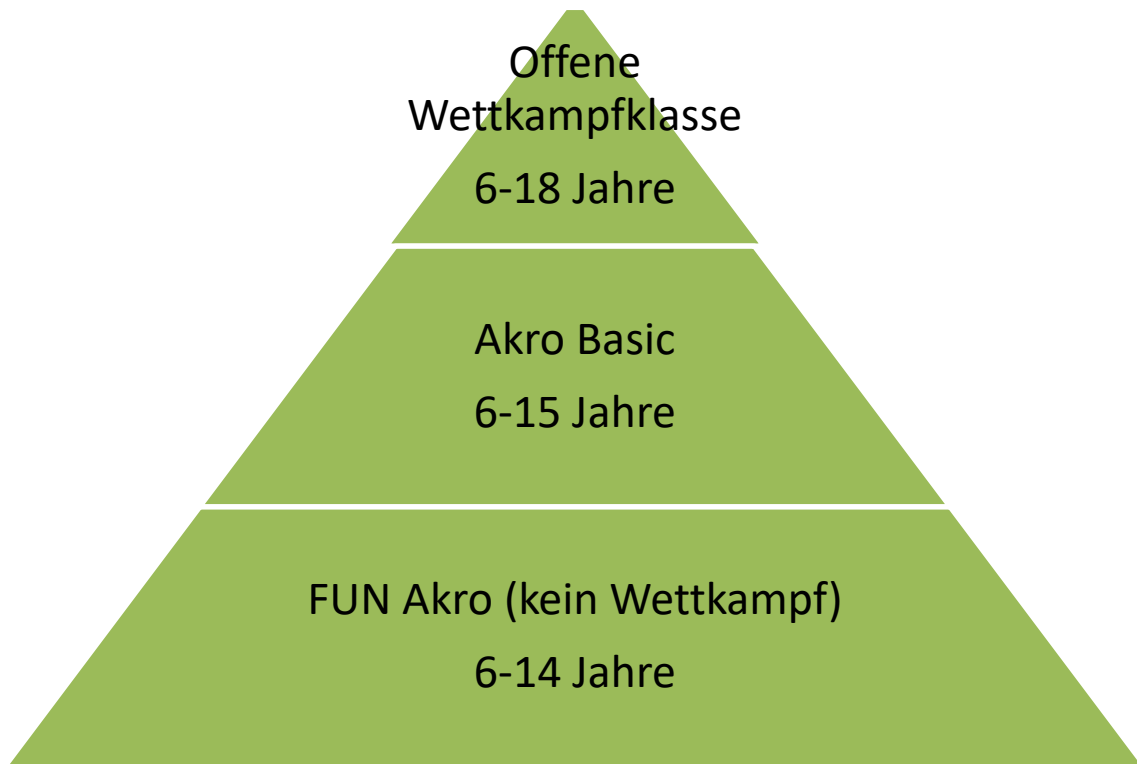 Offene
Wettkampfklasse
6-18 Jahre
Akro Basic
6-15 Jahre
FUN Akro (kein Wettkampf)
6-14 Jahre